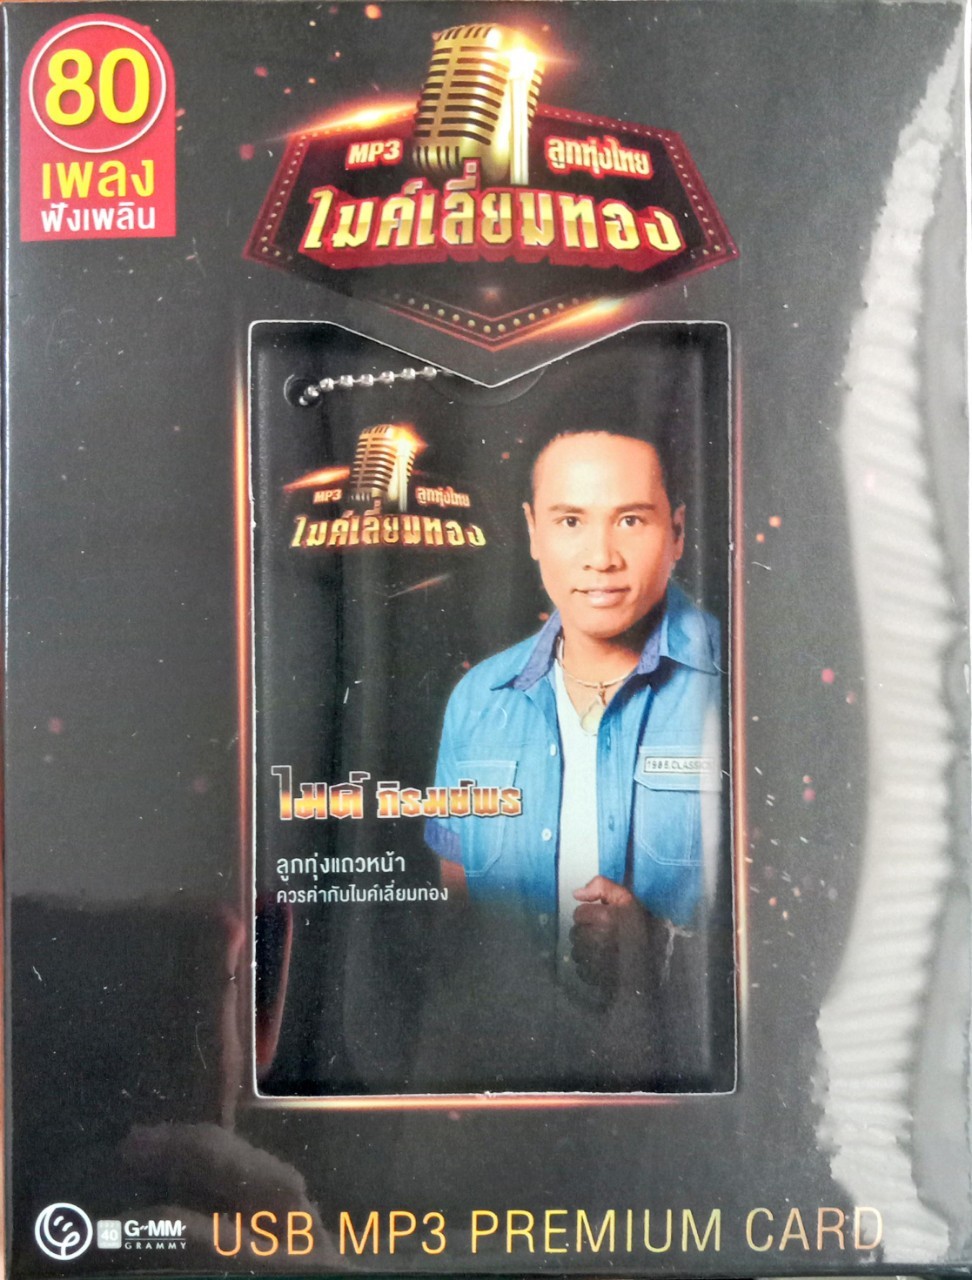 80
เพลง
ฟังเพลิน
MP3 ลูกทุ่งไทย
ไมค์เลี่ยมทอง
MP3 ลูกทุ่งไทย
ไมค์เลี่ยมทอง
1985 CLASSIC
ไมค์ ภิรมย์พร
ลูกทุ่งแถวหน้า
ควรค่ากับไมค์เลี่ยมทอง
40 G~MM~
GRAMMY
USB MP3 PREMIUM CARD